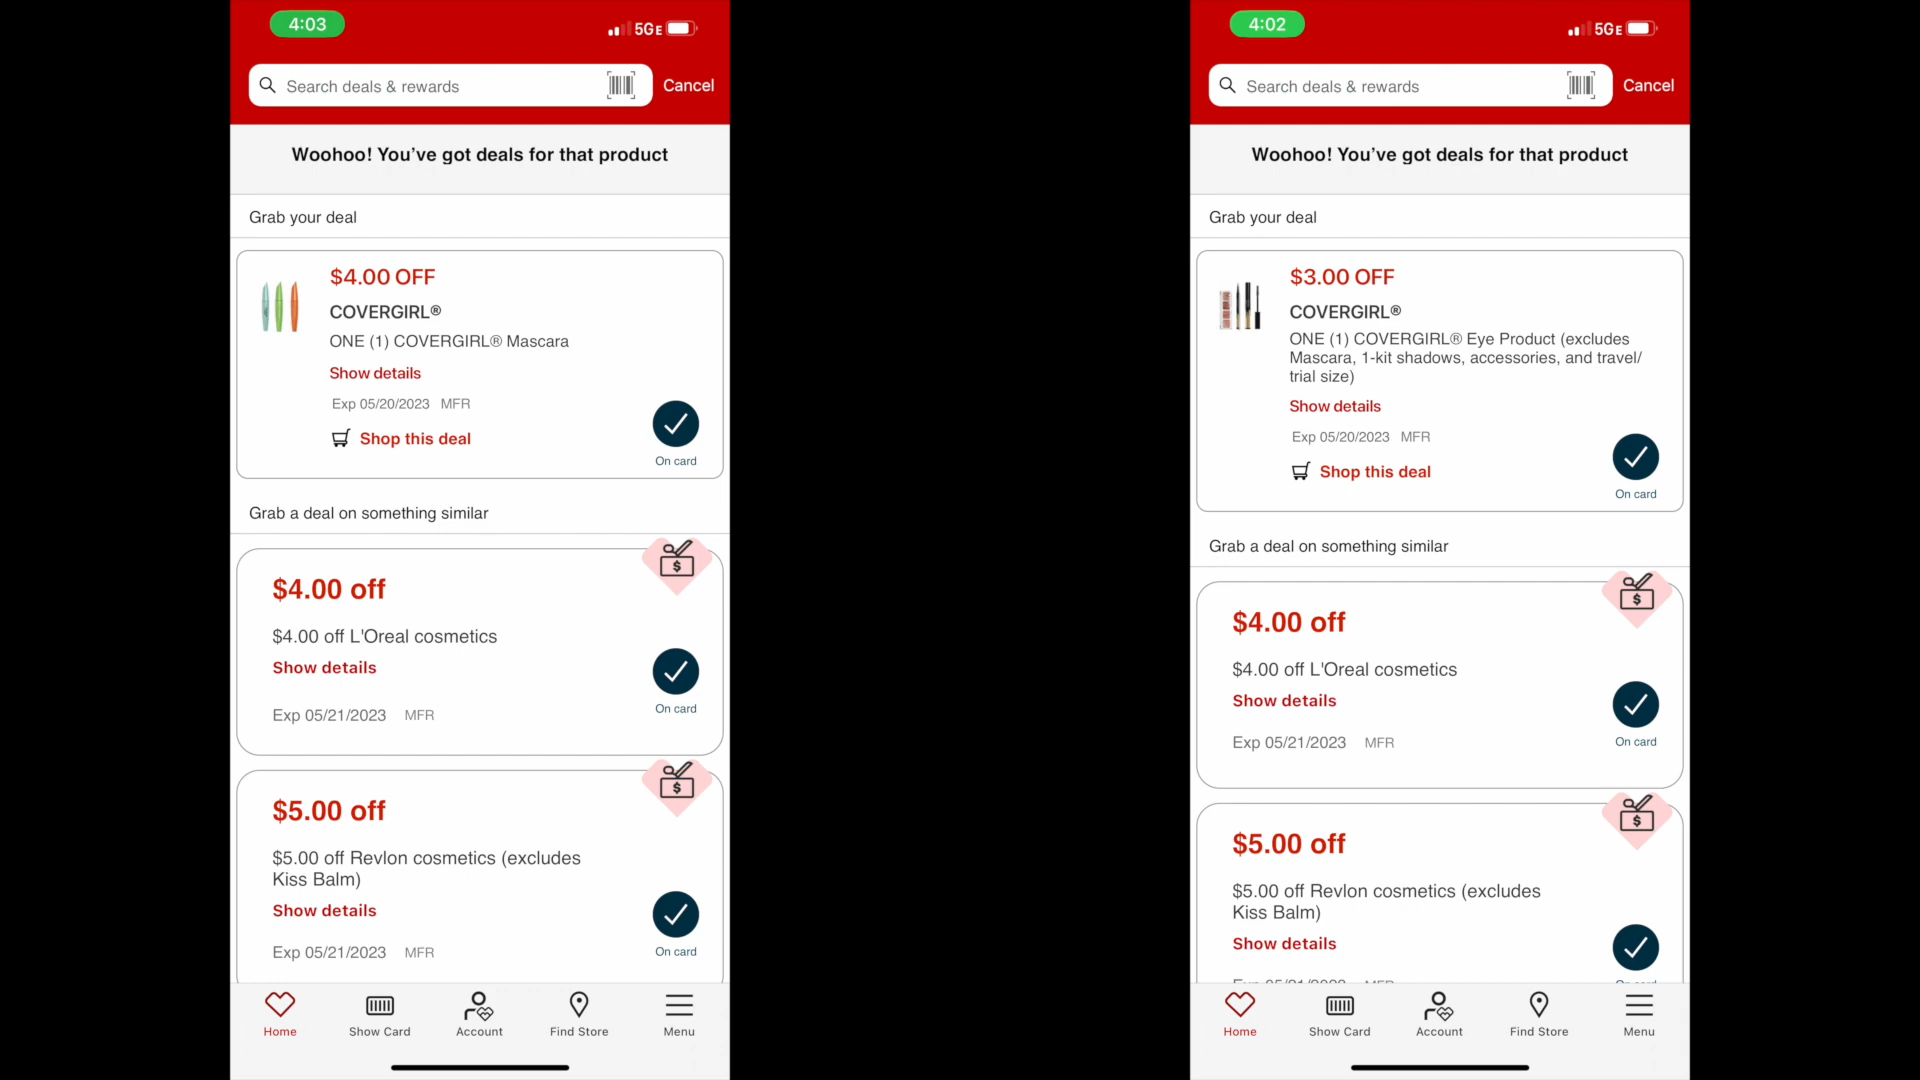 4:03
5GE
Search deals & rewards
Cancel
Woohoo! You've got deals for that product
Grab your deal
$4.00 OFF
COVERGIRL®
ONE (1) COVERGIRL® Mascara
Show details
Exp 05/20/2023 MFR
Shop this deal
On card
Grab a deal on something similar
$
$4.00 off
$4.00 off L'Oreal cosmetics
Show details
Exp 05/21/2023 MFR
On card
$
$5.00 off
$5.00 off Revlon cosmetics (excludes
Kiss Balm)
Show details
Exp 05/21/2023 MFR
On card
Home
Show Card
Account
Find Store
Menu
4:02
5GE
Search deals & rewards
Cancel
Woohoo! You've got deals for that product
Grab your deal
$3.00 OFF
COVERGIRL®
ONE (1) COVERGIRL® Eye Product (excludes
Mascara, 1-kit shadows, accessories, and travel/
trial size)
Show details
Exp 05/20/2023 MFR
Shop this deal
On card
Grab a deal on something similar
$
$4.00 off
$4.00 off L'Oreal cosmetics
Show details
Exp 05/21/2023 MFR
On card
$
$5.00 off
$5.00 off Revlon cosmetics (excludes
Kiss Balm)
Show details
Home
Show Card
Account
Find Store
Menu